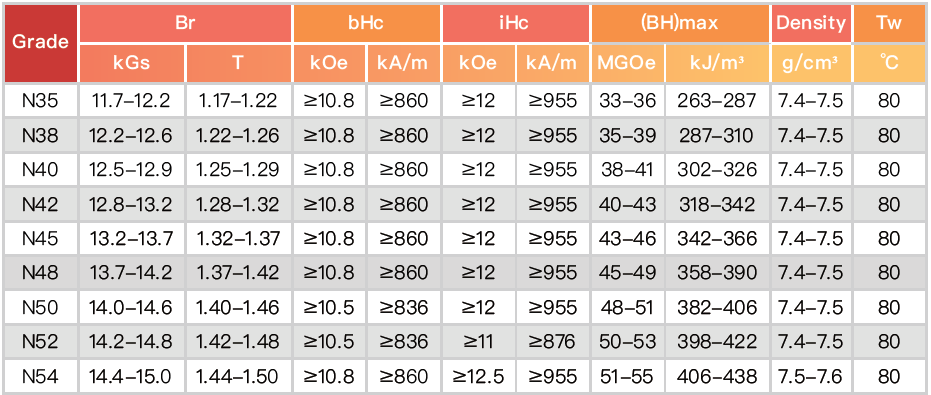 Grade Br bHc iHc (BH)max Density Tw
kGs T kOe kA/m kOe kA/m MGOe kJ/m³ g/cm³ °C
N35 11.7–12.2 1.17–1.22 ≥10.8 ≥860 ≥12 ≥955 33–36 263–287 7.4–7.5 80
N38 12.2–12.6 1.22–1.26 ≥10.8 ≥860 ≥12 ≥955 35–39 287–310 7.4–7.5 80
N40 12.5–12.9 1.25–1.29 ≥10.8 ≥860 ≥12 ≥955 38–41 302–326 7.4–7.5 80
N42 12.8–13.2 1.28–1.32 ≥10.8 ≥860 ≥12 ≥955 40–43 318–342 7.4–7.5 80
N45 13.2–13.7 1.32–1.37 ≥10.8 ≥860 ≥12 ≥955 43–46 342–366 7.4–7.5 80
N48 13.7–14.2 1.37–1.42 ≥10.8 ≥860 ≥12 ≥955 45–49 358–390 7.4–7.5 80
N50 14.0–14.6 1.40–1.46 ≥10.5 ≥836 ≥12 ≥955 48–51 382–406 7.4–7.5 80
N52 14.2–14.8 1.42–1.48 ≥10.5 ≥836 ≥11 ≥876 50–53 398–422 7.4–7.5 80
N54 14.4–15.0 1.44–1.50 ≥10.8 ≥860 ≥12.5 ≥955 51–55 406–438 7.5–7.6 80